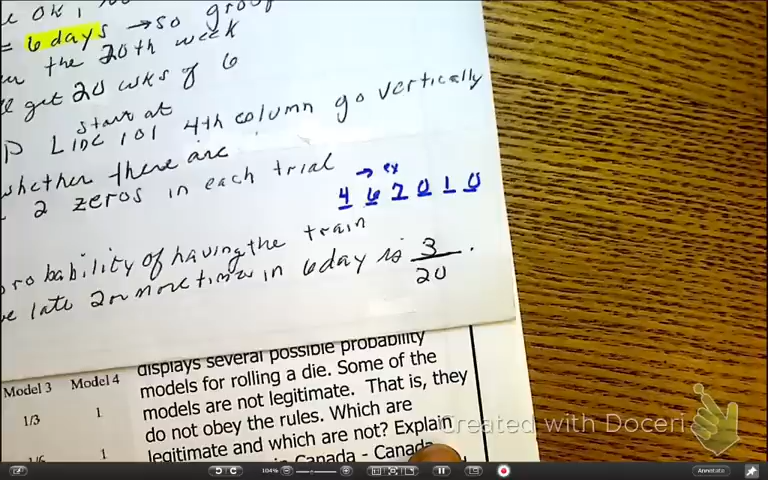 = 6 days → so group
the 20th week
get 20 wks of 6
start at
Line 101 4th column go vertically
whether there are
2 zeros in each trial
→ ex
4 6 2 0 1 0
probability of having the train
late 2 or more times in 6 day is 3/20.
displays several possible probability
models for rolling a die. Some of the
models are not legitimate. That is, they
do not obey the rules. Which are
legitimate and which are not? Explain
Canada - Canada
Model 3 Model 4
1/3 1
1/6 1
Created with Doceri
104%
Annotate